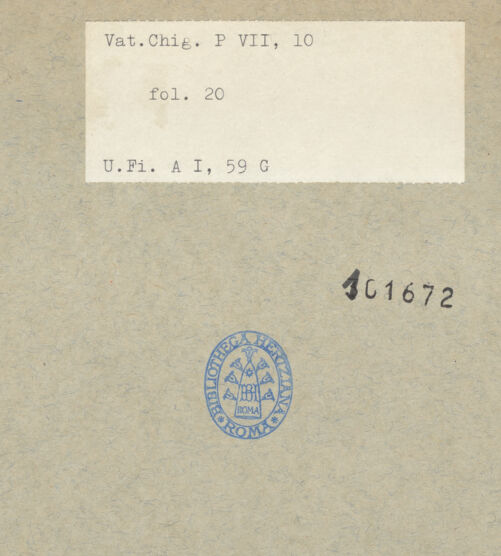 Vat.Chig. P VII, 10
fol. 20
U.Fi. A I, 59 G
101672
BIBLIOTHECA HERTZIANA
ROMA
ROMA